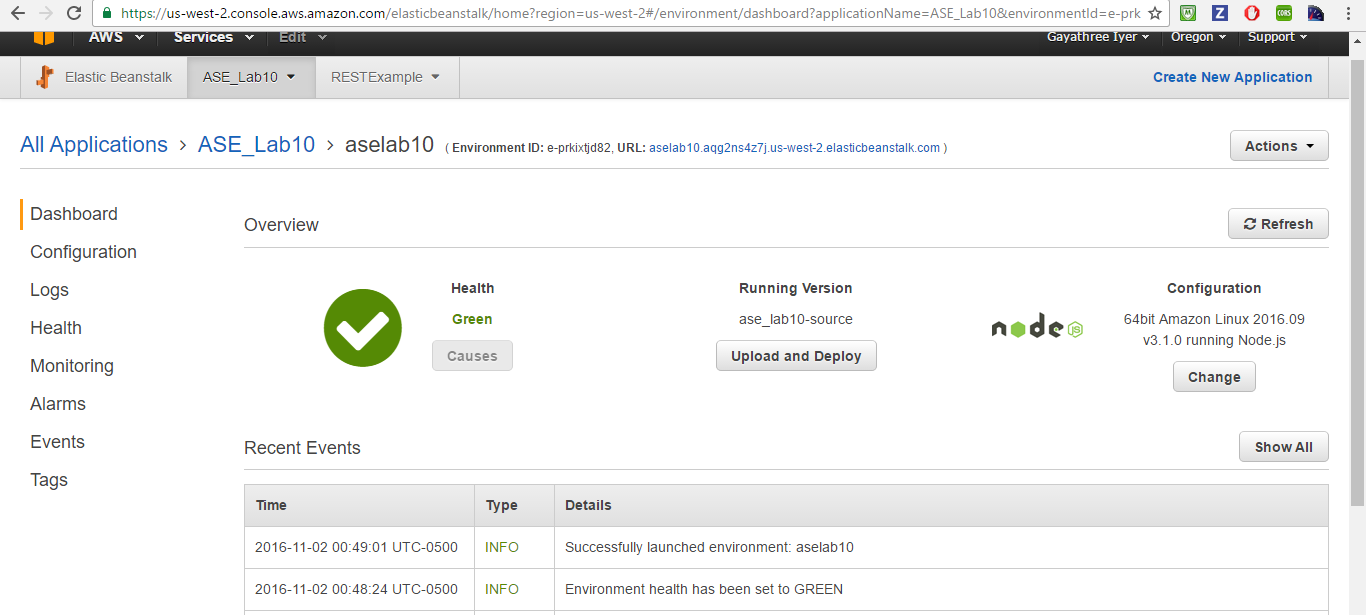 https://us-west-2.console.aws.amazon.com/elasticbeanstalk/home?region=us-west-2#/environment/dashboard?applicationName=ASE_Lab10&environmentId=e-prk
AWS Services Edit Gayathree Iyer Oregon Support
Elastic Beanstalk ASE_Lab10 RESTExample Create New Application
All Applications > ASE_Lab10 > aselab10 ( Environment ID: e-prkixtjd82, URL: aselab10.aqg2ns4z7j.us-west-2.elasticbeanstalk.com ) Actions
Dashboard
Configuration
Logs
Health
Monitoring
Alarms
Events
Tags
Overview Refresh
Health
Green
Causes
Running Version
ase_lab10-source
Upload and Deploy
node JS
Configuration
64bit Amazon Linux 2016.09
v3.1.0 running Node.js
Change
Recent Events Show All
Time Type Details
2016-11-02 00:49:01 UTC-0500 INFO Successfully launched environment: aselab10
2016-11-02 00:48:24 UTC-0500 INFO Environment health has been set to GREEN